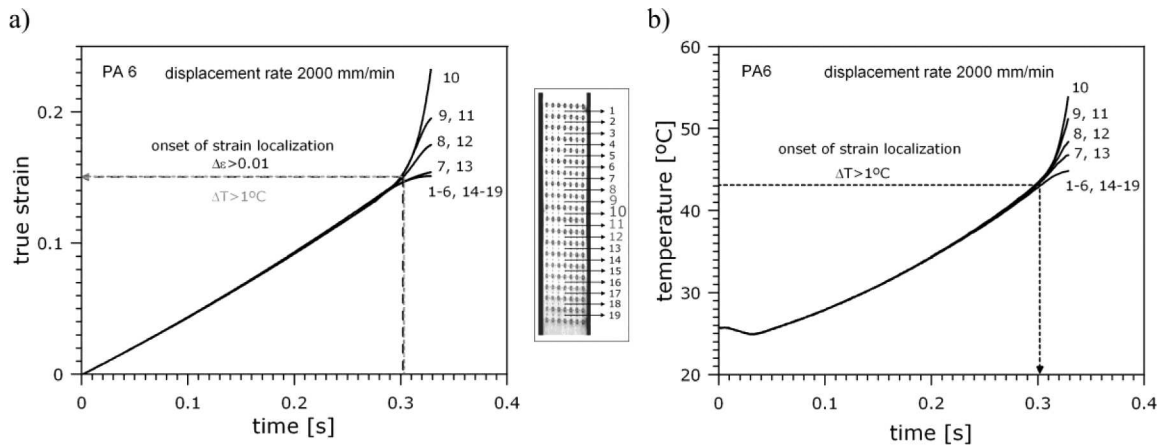 a)
PA 6 displacement rate 2000 mm/min
0.2
0.1
0
true strain
10
9, 11
8, 12
7, 13
1-6, 14-19
onset of strain localization
Δε>0.01
ΔT>1ºC
0 0.1 0.2 0.3 0.4
time [s]
1
2
3
4
5
6
7
8
9
10
11
12
13
14
15
16
17
18
19
b)
PA6 displacement rate 2000 mm/min
60
50
40
30
20
temperature [ºC]
10
9, 11
8, 12
7, 13
1-6, 14-19
onset of strain localization
ΔT>1ºC
0 0.1 0.2 0.3 0.4
time [s]